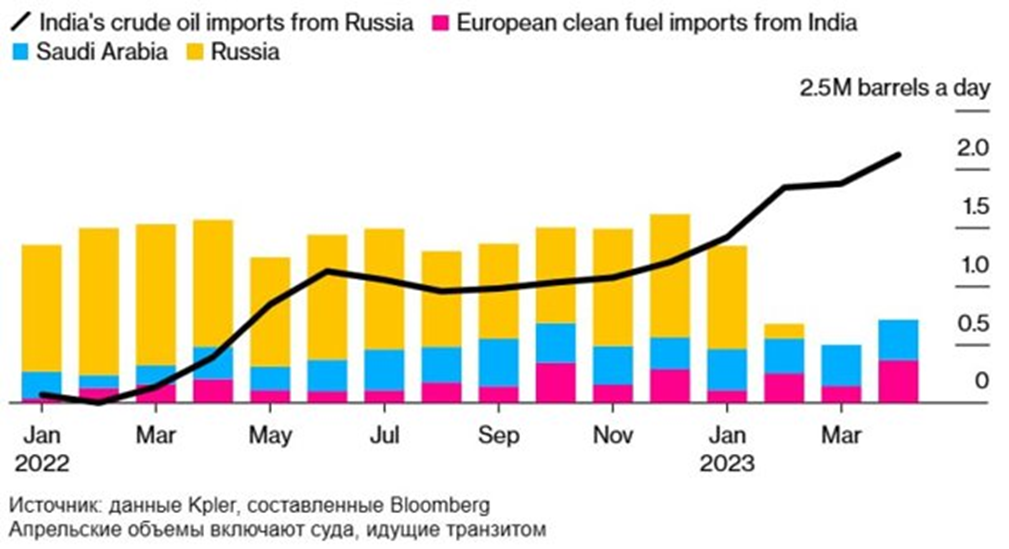 India's crude oil imports from Russia European clean fuel imports from India
Saudi Arabia Russia
2.5M barrels a day
2.0
1.5
1.0
0.5
0
Jan Mar May Jul Sep Nov Jan Mar
2022 2023
Источник: данные Kpler, составленные Bloomberg
Апрельские объемы включают суда, идущие транзитом